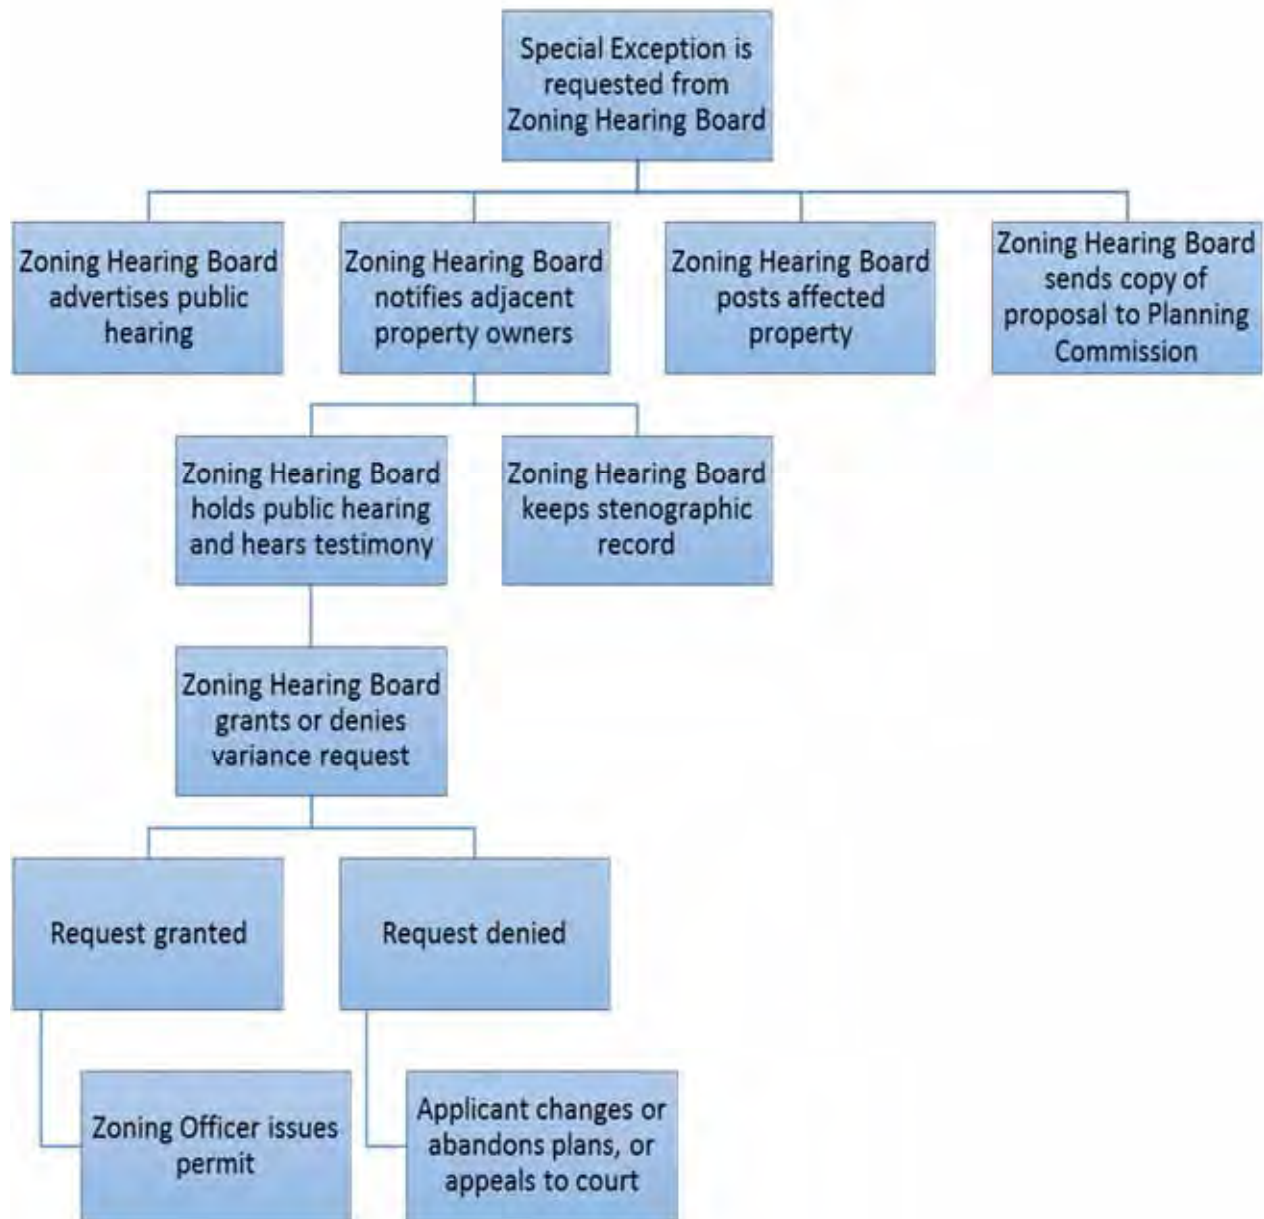 Special Exception is
requested from
Zoning Hearing Board
Zoning Hearing Board
advertises public
hearing
Zoning Hearing Board
notifies adjacent
property owners
Zoning Hearing Board
posts affected
property
Zoning Hearing Board
sends copy of
proposal to Planning
Commission
Zoning Hearing Board
holds public hearing
and hears testimony
Zoning Hearing Board
keeps stenographic
record
Zoning Hearing Board
grants or denies
variance request
Request granted
Request denied
Zoning Officer issues
permit
Applicant changes or
abandons plans, or
appeals to court